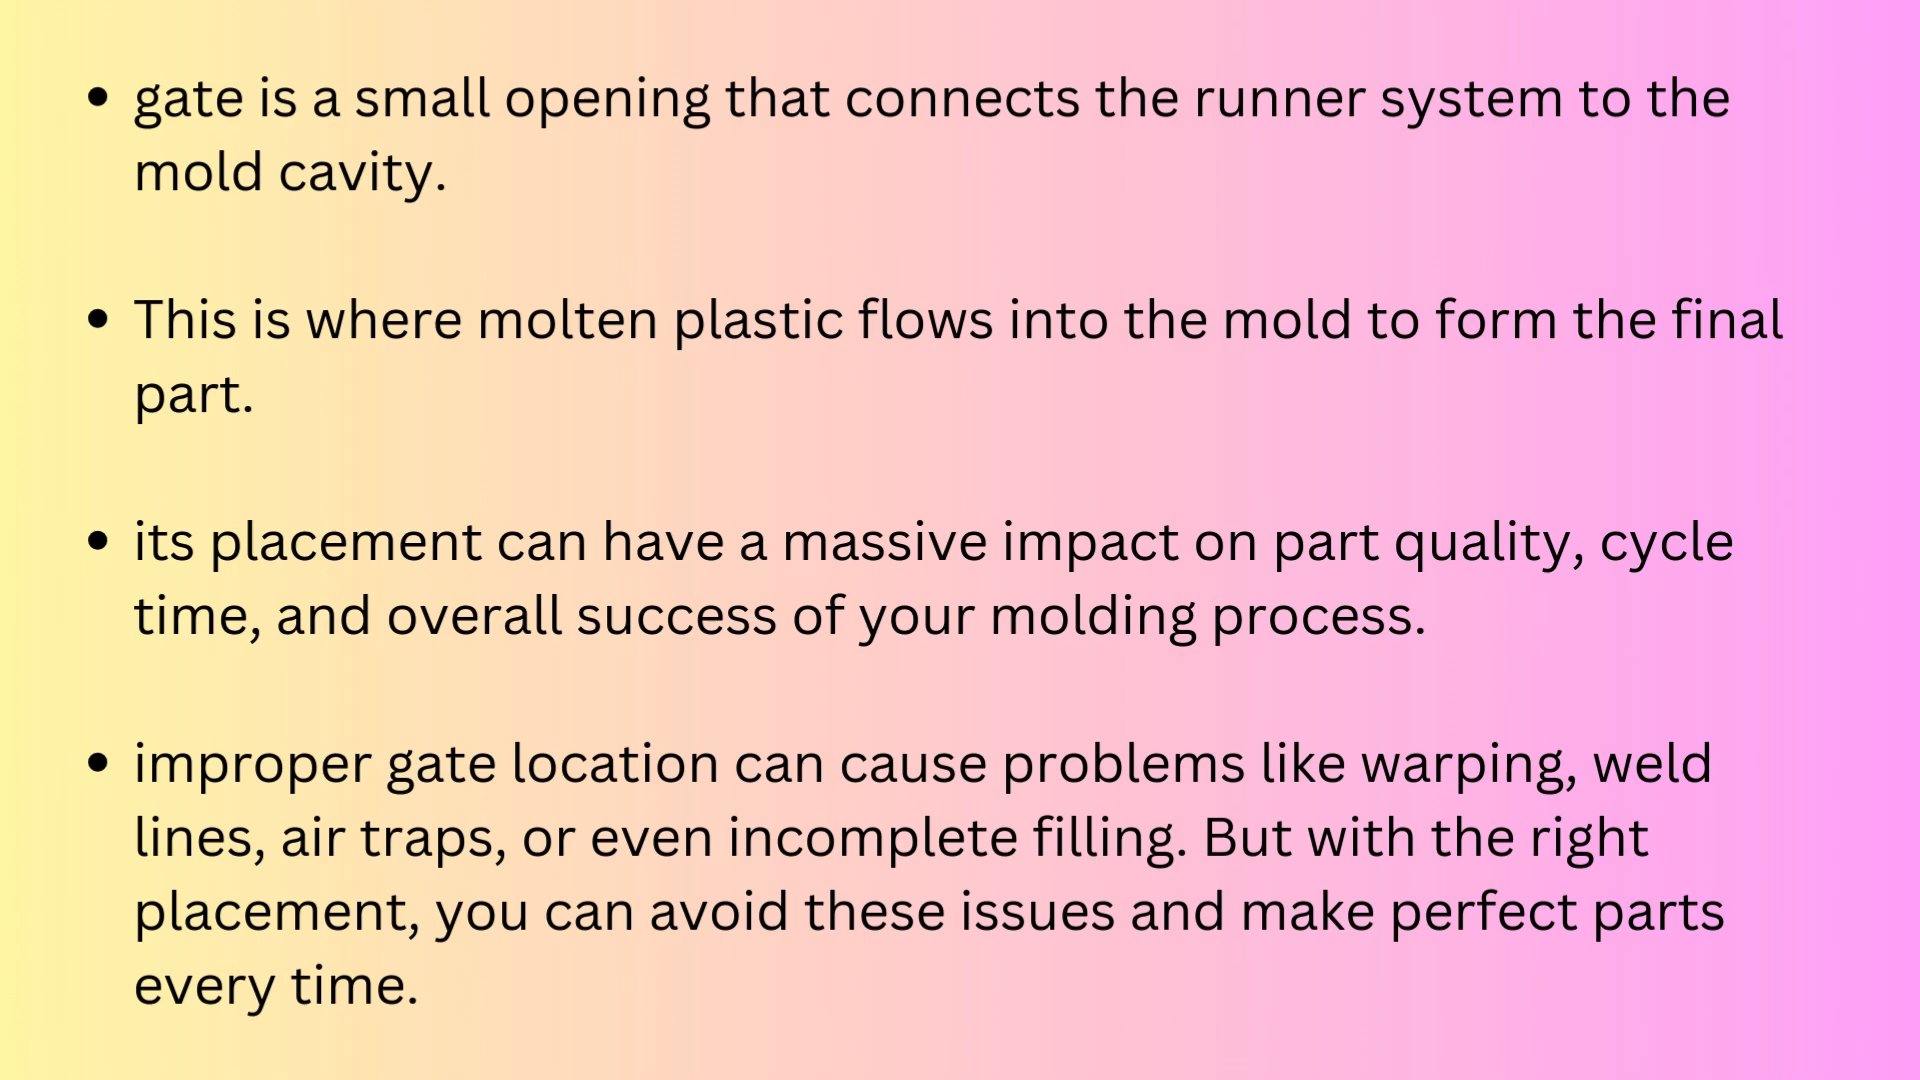 • gate is a small opening that connects the runner system to the
mold cavity.
• This is where molten plastic flows into the mold to form the final
part.
• its placement can have a massive impact on part quality, cycle
time, and overall success of your molding process.
• improper gate location can cause problems like warping, weld
lines, air traps, or even incomplete filling. But with the right
placement, you can avoid these issues and make perfect parts
every time.